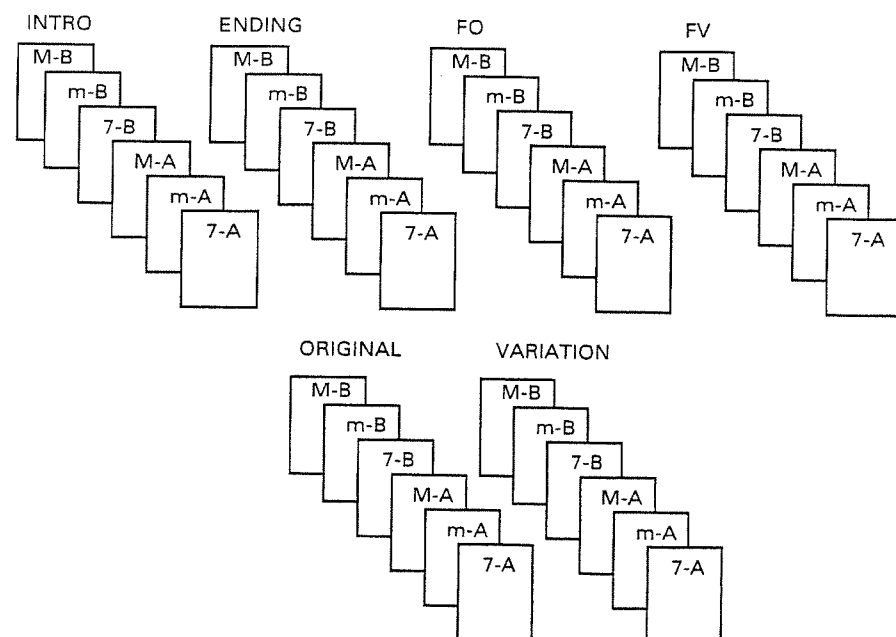 INTRO
M-B
m-B
7-B
M-A
m-A
7-A
ENDING
M-B
m-B
7-B
M-A
m-A
7-A
FO
M-B
m-B
7-B
M-A
m-A
7-A
FV
M-B
m-B
7-B
M-A
m-A
7-A
ORIGINAL
M-B
m-B
7-B
M-A
m-A
7-A
VARIATION
M-B
m-B
7-B
M-A
m-A
7-A